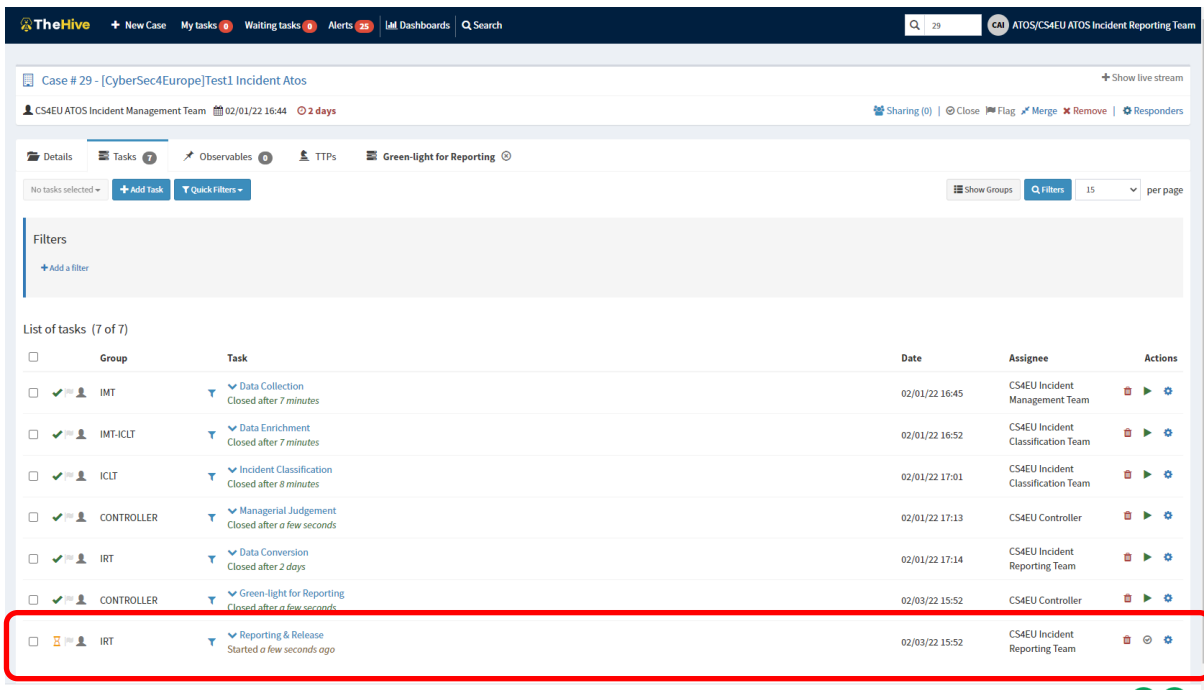 TheHive + New Case My tasks 0 Waiting tasks 0 Alerts 25 Dashboards Search 29 CAI ATOS/CS4EU ATOS Incident Reporting Team
Case # 29 - [CyberSec4Europe]Test1 Incident Atos + Show live stream
CS4EU ATOS Incident Management Team 02/01/22 16:44 2 days Sharing (0) | Close Flag Merge Remove | Responders
Details Tasks 7 Observables 0 TTPs Green-light for Reporting
No tasks selected + Add Task Quick Filters Show Groups Filters 15 per page
Filters
+ Add a filter
List of tasks (7 of 7)
Group Task Date Assignee Actions
IMT Data Collection Closed after 7 minutes 02/01/22 16:45 CS4EU Incident Management Team
IMT-ICLT Data Enrichment Closed after 7 minutes 02/01/22 16:52 CS4EU Incident Classification Team
ICLT Incident Classification Closed after 8 minutes 02/01/22 17:01 CS4EU Incident Classification Team
CONTROLLER Managerial Judgement Closed after a few seconds 02/01/22 17:13 CS4EU Controller
IRT Data Conversion Closed after 2 days 02/01/22 17:14 CS4EU Incident Reporting Team
CONTROLLER Green-light for Reporting Closed after a few seconds 02/03/22 15:52 CS4EU Controller
IRT Reporting & Release Started a few seconds ago 02/03/22 15:52 CS4EU Incident Reporting Team